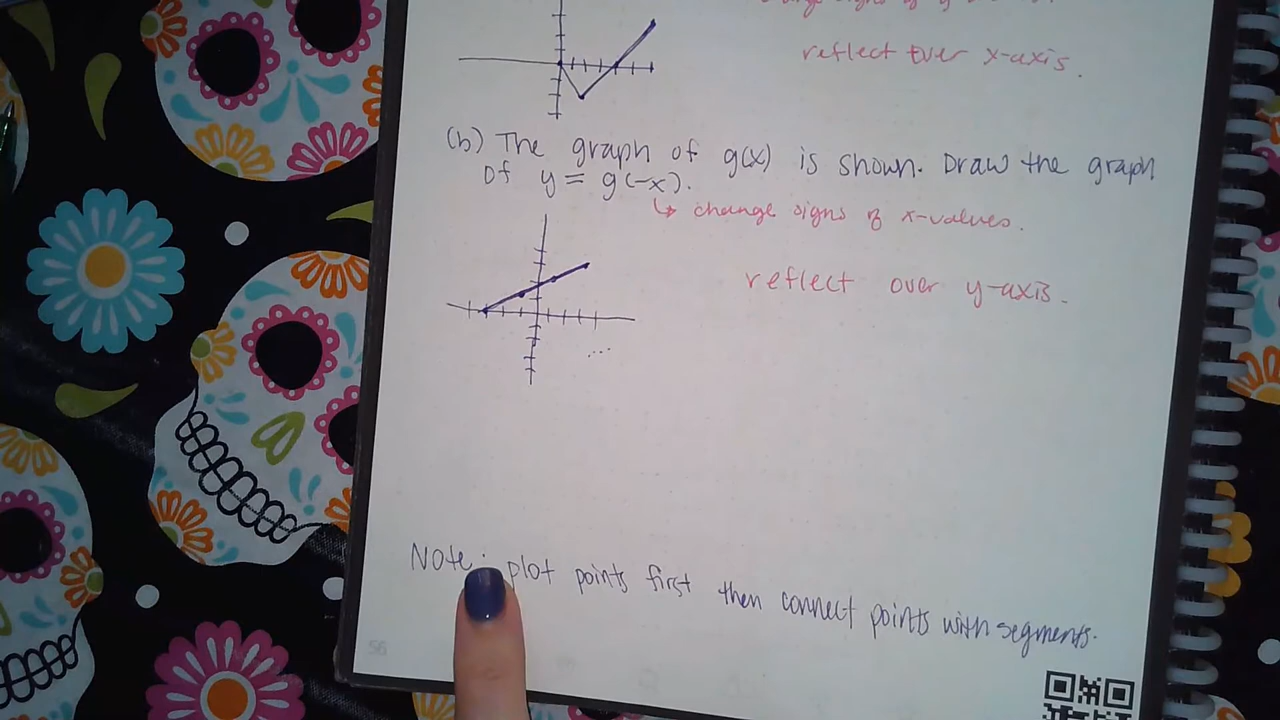 reflect over x-axis.
(b) The graph of g(x) is shown. Draw the graph
of y = g(-x).
↳ change signs of x-values.
reflect over y-axis.
Note: plot points first then connect points with segments.
56